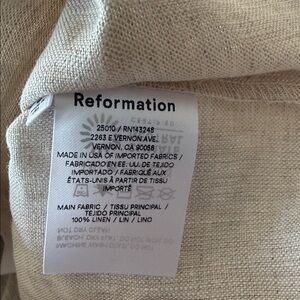 Reformation
25010 / RN143248
2263 E VERNON AVE.
VERNON, CA 90058
MADE IN USA OF IMPORTED FABRICS /
FABRICADO EN EE. UU. DE TEJIDO
IMPORTADO / FABRIQUÉ AUX
ÉTATS-UNIS À PARTIR DE TISSU
IMPORTÉ
MAIN FABRIC / TISSU PRINCIPAL /
TEJIDO PRINCIPAL
100% LINEN / LIN / LINO